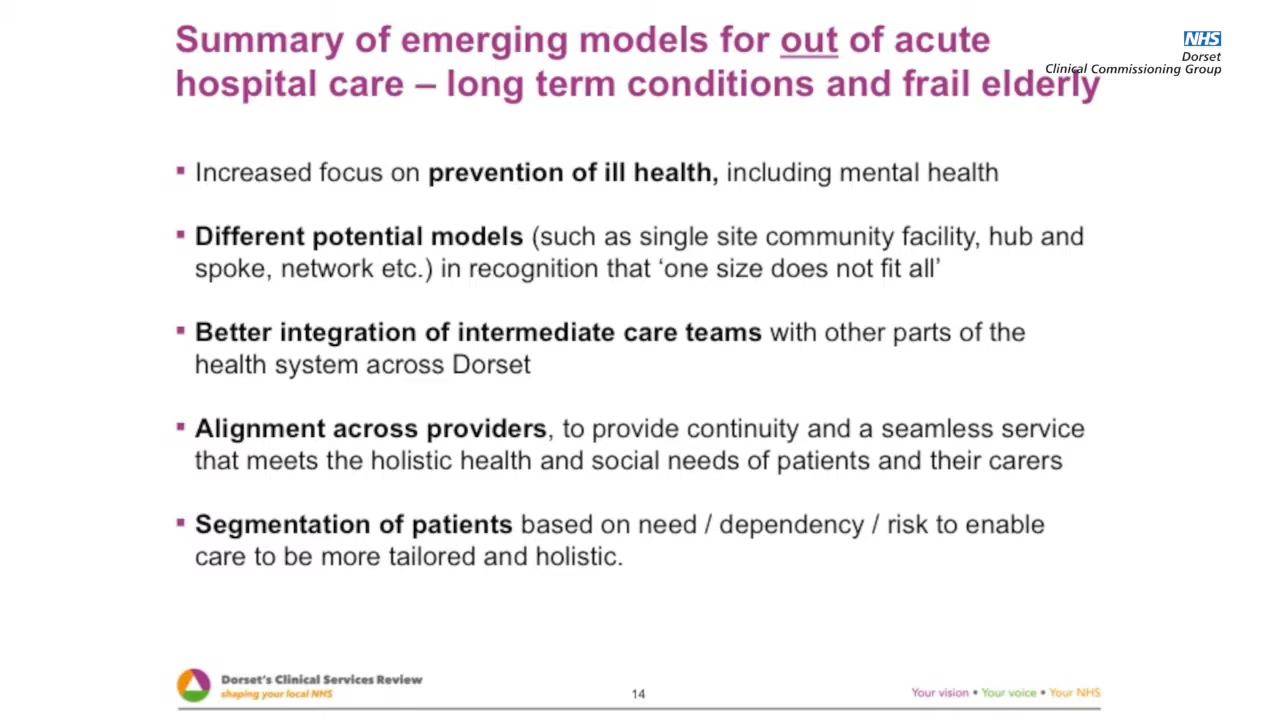 Summary of emerging models for out of acute
hospital care – long term conditions and frail elderly
NHS
Dorset
Clinical Commissioning Group
▪ Increased focus on prevention of ill health, including mental health
▪ Different potential models (such as single site community facility, hub and
spoke, network etc.) in recognition that ‘one size does not fit all’
▪ Better integration of intermediate care teams with other parts of the
health system across Dorset
▪ Alignment across providers, to provide continuity and a seamless service
that meets the holistic health and social needs of patients and their carers
▪ Segmentation of patients based on need / dependency / risk to enable
care to be more tailored and holistic.
Dorset's Clinical Services Review
shaping your local NHS
14
Your vision • Your voice • Your NHS